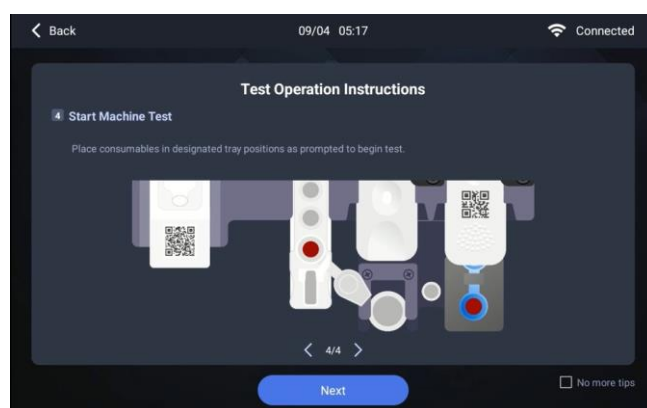 Back 09/04 05:17 Connected
Test Operation Instructions
4 Start Machine Test
Place consumables in designated tray positions as prompted to begin test.
4/4
Next
No more tips